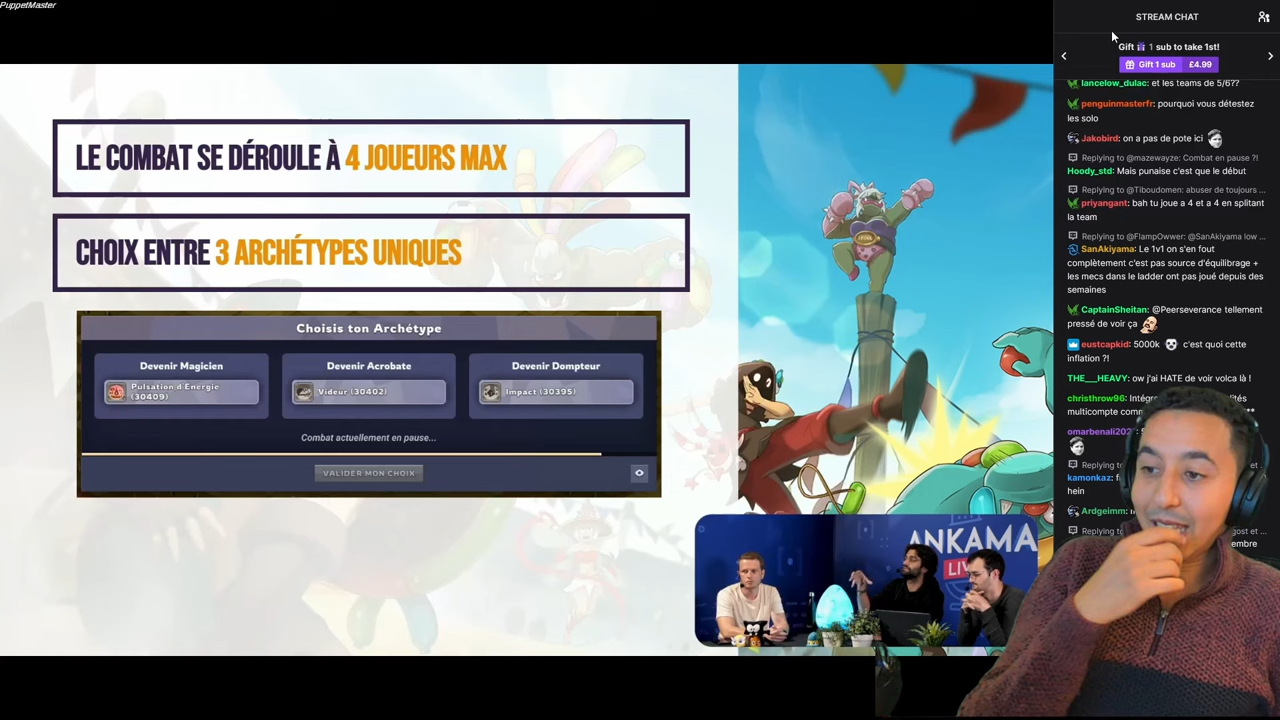 PuppetMaster
LE COMBAT SE DÉROULE À 4 JOUEURS MAX
CHOIX ENTRE 3 ARCHÉTYPES UNIQUES
Choisis ton Archétype
Devenir Magicien
Pulsation d'Énergie
(30409)
Devenir Acrobate
Videur (30402)
Devenir Dompteur
Impact (30395)
Combat actuellement en pause...
VALIDER MON CHOIX
ANKAMA
STREAM CHAT
Gift 1 sub to take 1st!
Gift 1 sub £4.99
lancelow_dulac: et les teams de 5/6??
penguinmasterfr: pourquoi vous détestez
les solo
Jakobird: on a pas de pote ici
Replying to @mazewayze: Combat en pause ?!
Hoody_std: Mais punaise c'est que le début
Replying to @Tiboudomen: abuser de toujours ...
priyangant: bah tu joue a 4 et a 4 en splitant
la team
Replying to @FlampOwwer: @SanAkiyama low ...
SanAkiyama: Le 1v1 on s'en fout
complètement c'est pas source d'équilibrage +
les mecs dans le ladder ont pas joué depuis des
semaines
CaptainSheitan: @Peerseverance tellement
pressé de voir ça
eustcapkid: 5000k c'est quoi cette
inflation ?!
THE___HEAVY: ow j'ai HATE de voir volca là !
christhrow96:
multicompte
omarbenali202
Replying
kamonkaz:
hein
Ardgeimm:
Replying
embre